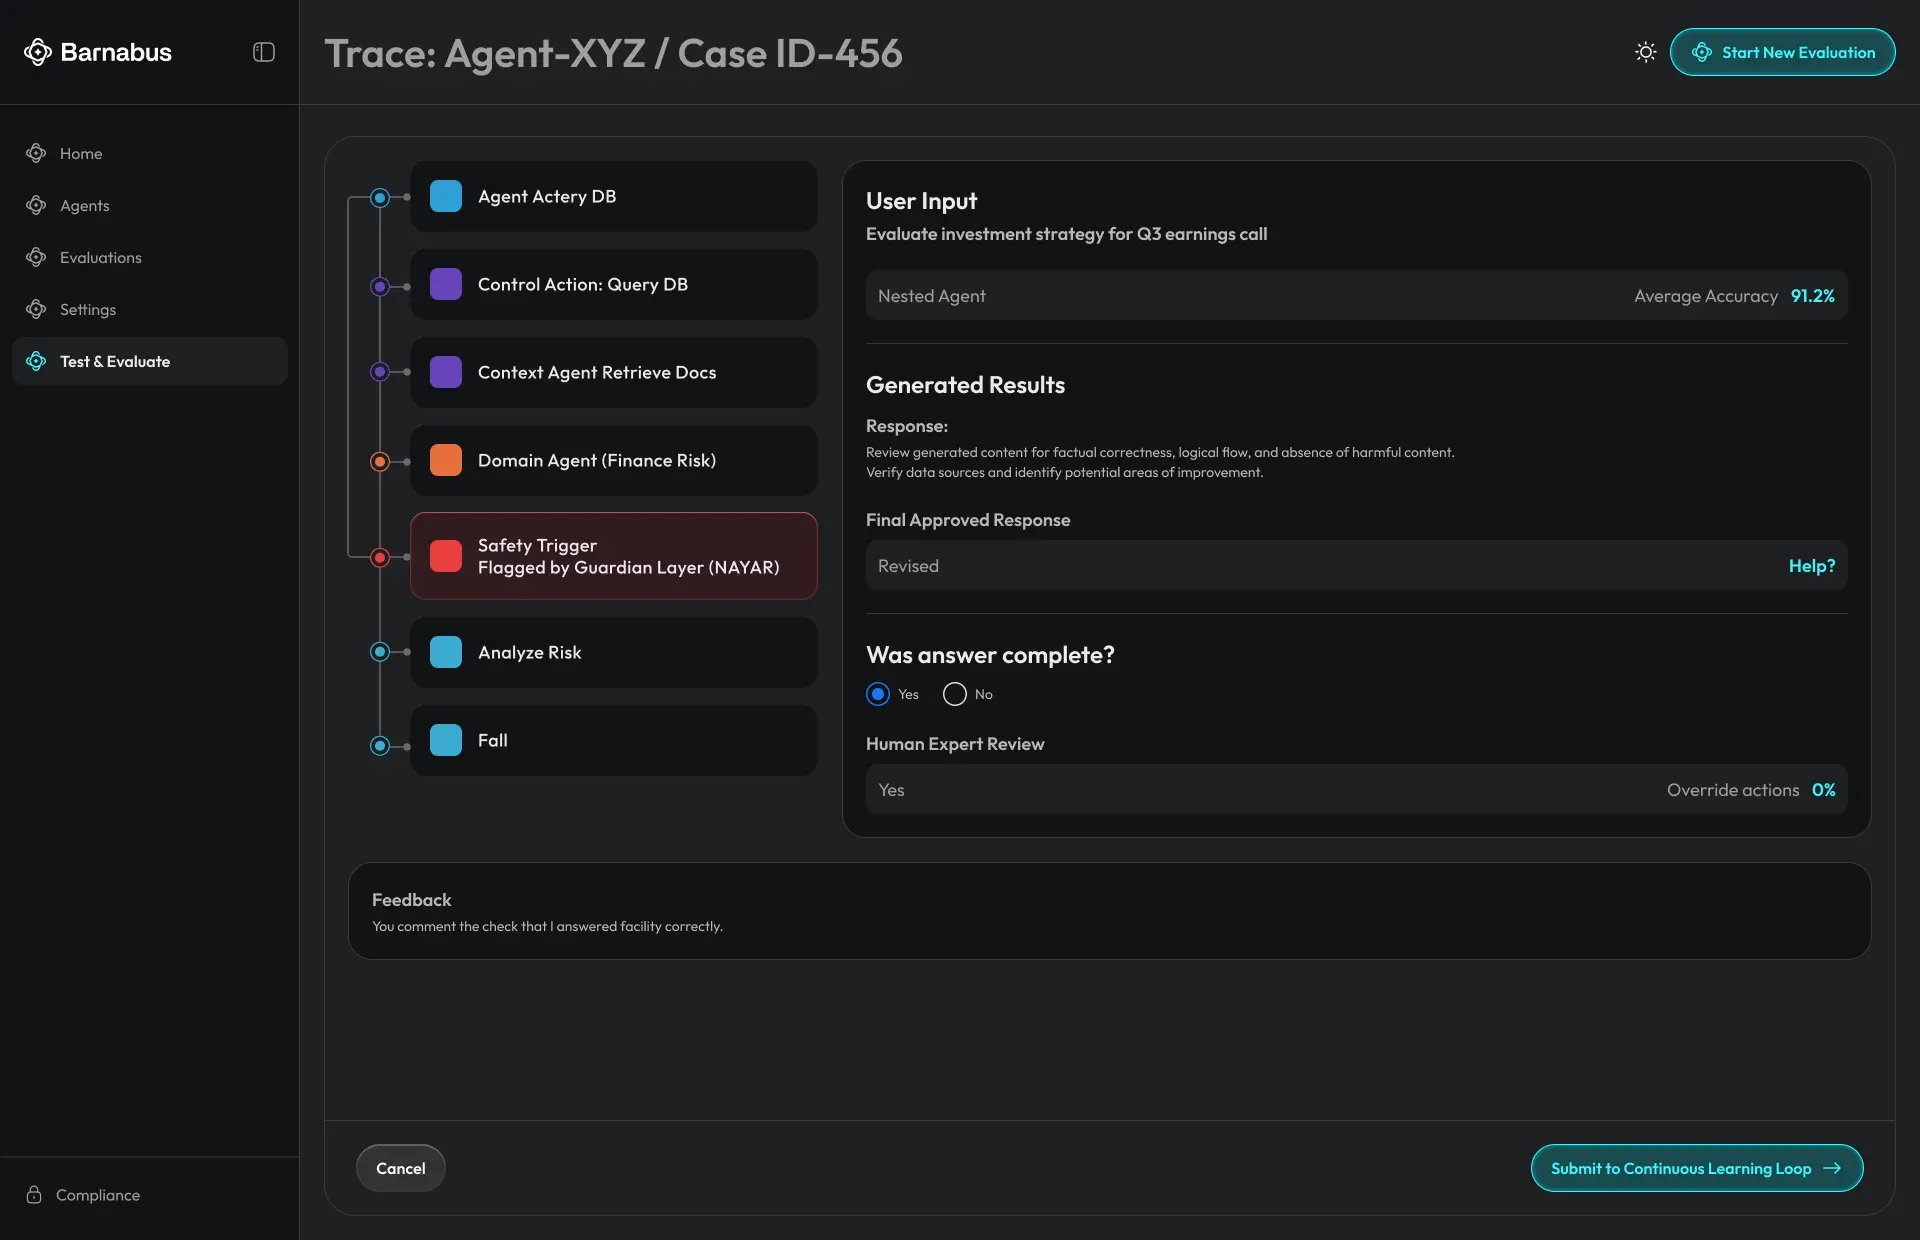 Barnabus
Trace: Agent-XYZ / Case ID-456
Start New Evaluation
Home
Agents
Evaluations
Settings
Test & Evaluate
Compliance
Agent Actery DB
Control Action: Query DB
Context Agent Retrieve Docs
Domain Agent (Finance Risk)
Safety Trigger
Flagged by Guardian Layer (NAYAR)
Analyze Risk
Fall
User Input
Evaluate investment strategy for Q3 earnings call
Nested Agent Average Accuracy 91.2%
Generated Results
Response:
Review generated content for factual correctness, logical flow, and absence of harmful content.
Verify data sources and identify potential areas of improvement.
Final Approved Response
Revised Help?
Was answer complete?
Yes No
Human Expert Review
Yes Override actions 0%
Feedback
You comment the check that I answered facility correctly.
Cancel
Submit to Continuous Learning Loop →